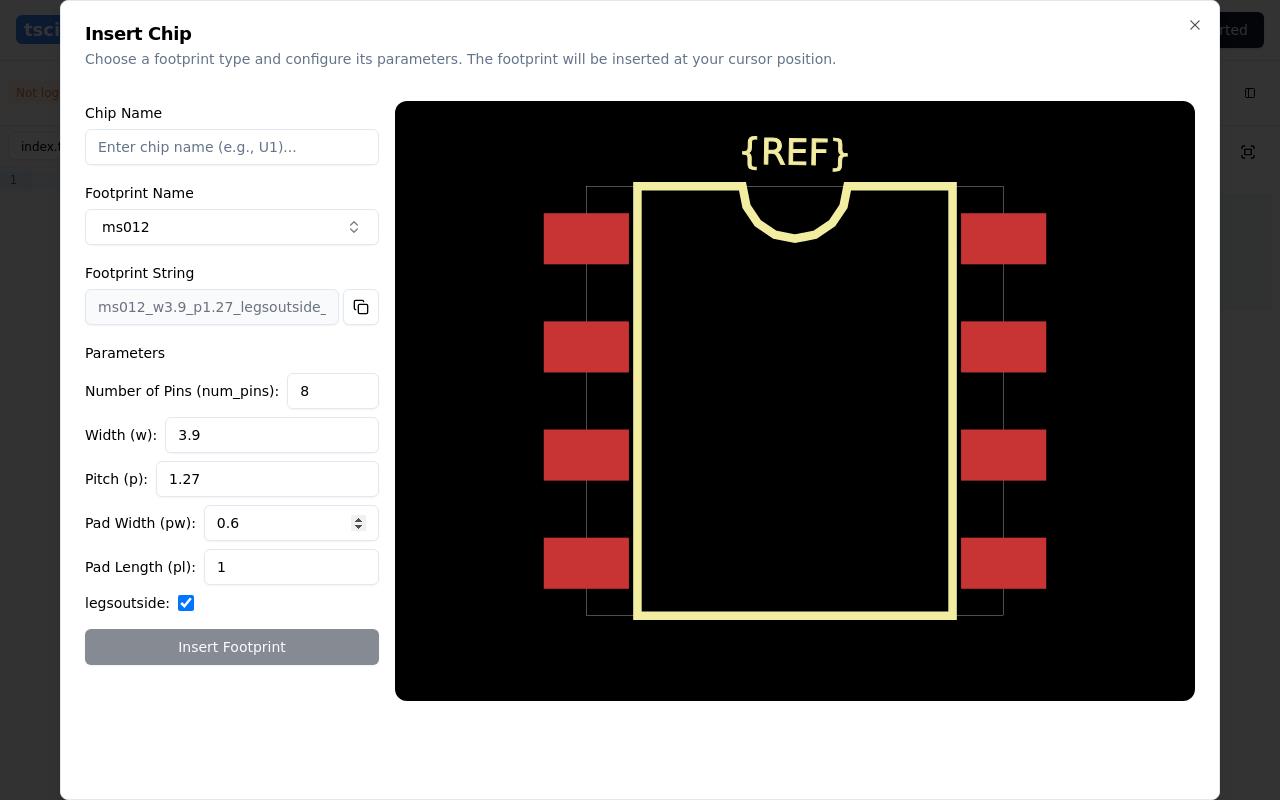 tsci
rted
Not log
index.t
1
Insert Chip
Choose a footprint type and configure its parameters. The footprint will be inserted at your cursor position.
Chip Name
Enter chip name (e.g., U1)...
Footprint Name
ms012
Footprint String
ms012_w3.9_p1.27_legsoutside_
Parameters
Number of Pins (num_pins): 8
Width (w): 3.9
Pitch (p): 1.27
Pad Width (pw): 0.6
Pad Length (pl): 1
legsoutside:
Insert Footprint
{REF}